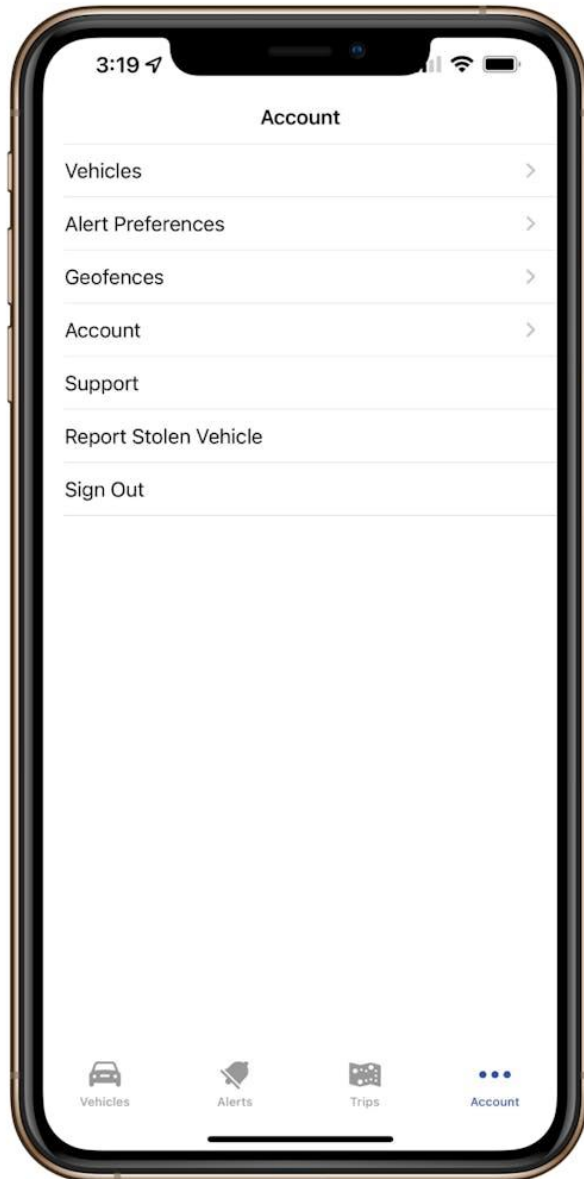 3:19
Account
Vehicles
Alert Preferences
Geofences
Account
Support
Report Stolen Vehicle
Sign Out
Vehicles
Alerts
Trips
Account